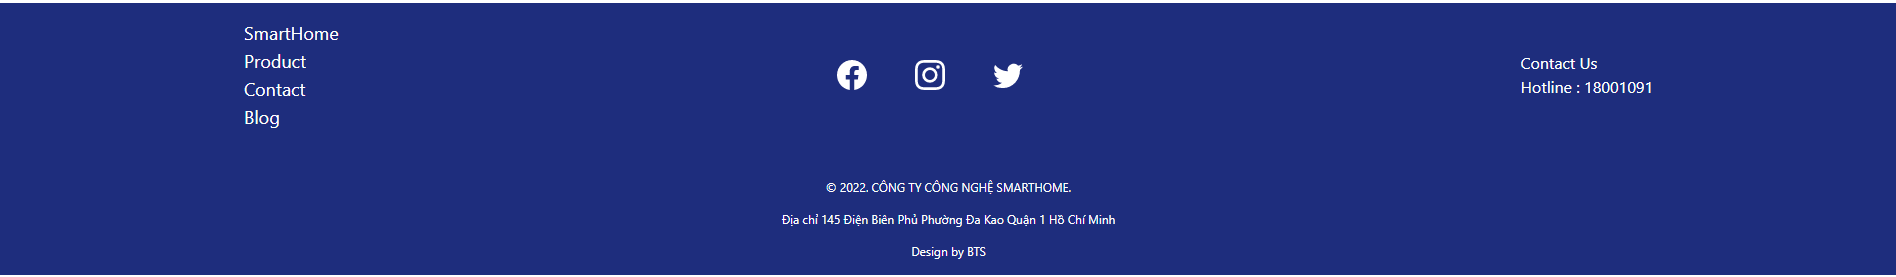 SmartHome
Product
Contact
Blog
Contact Us
Hotline : 18001091
© 2022. CÔNG TY CÔNG NGHỆ SMARTHOME.
Địa chỉ 145 Điện Biên Phủ Phường Đa Kao Quận 1 Hồ Chí Minh
Design by BTS